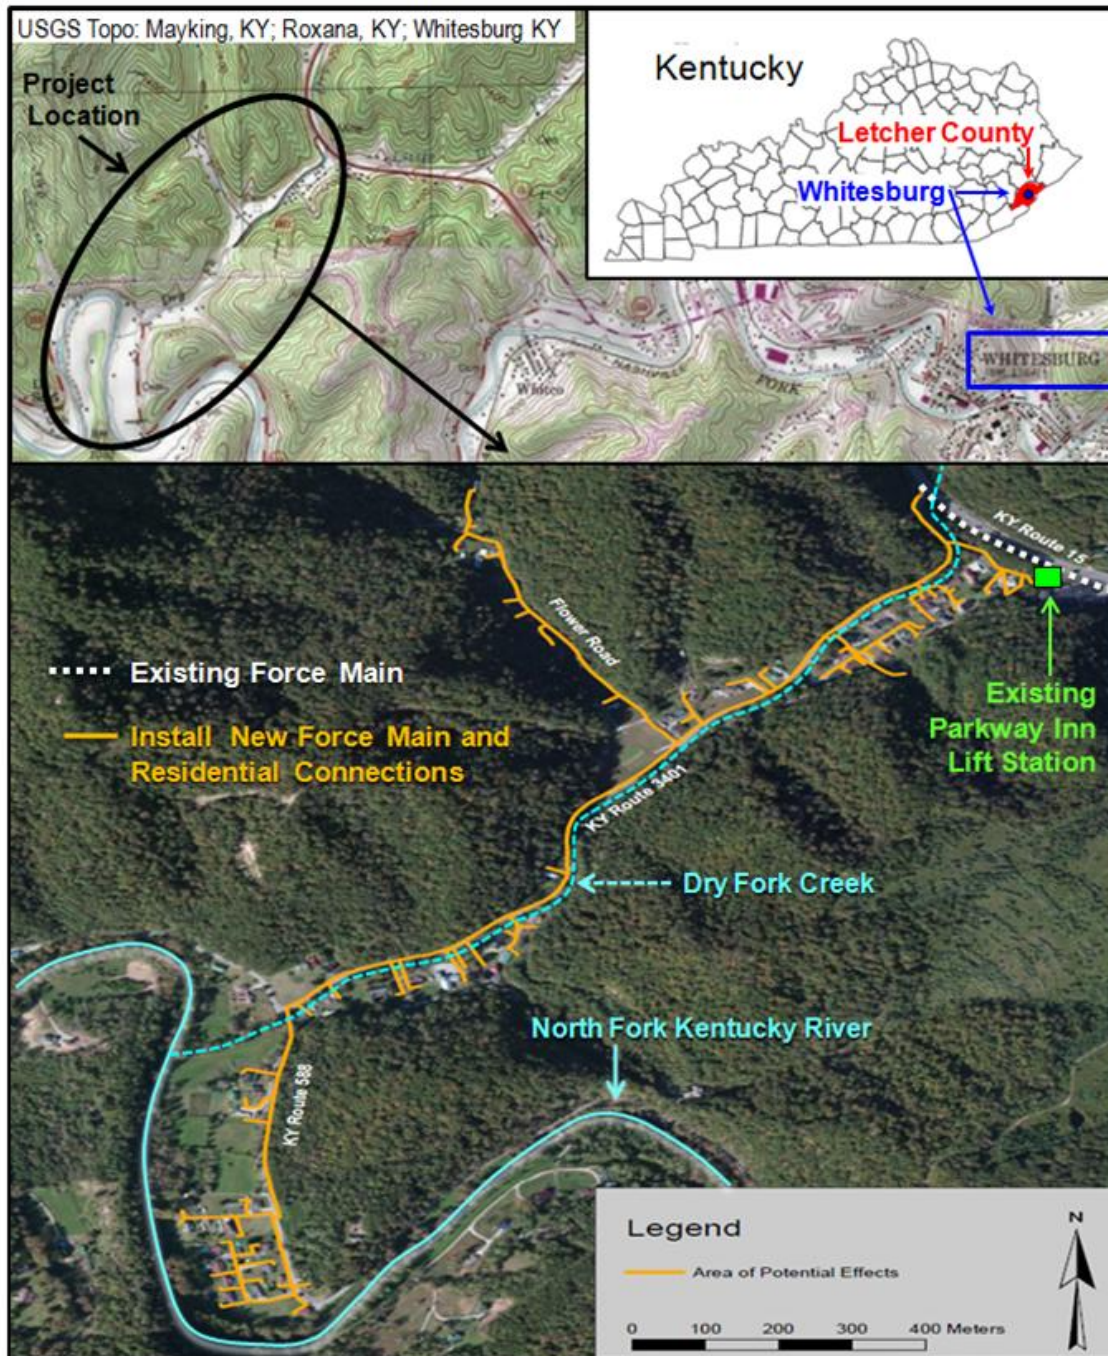 USGS Topo: Mayking, KY; Roxana, KY; Whitesburg KY
Project
Location
Kentucky
Letcher County
Whitesburg
Whitco
NASHVILLE
FORK
WHITESBURG
KY Route 15
Flower Road
Existing Force Main
Install New Force Main and
Residential Connections
Existing
Parkway Inn
Lift Station
KY Route 3401
Dry Fork Creek
North Fork Kentucky River
KY Route 588
Legend
Area of Potential Effects
N
0 100 200 300 400 Meters